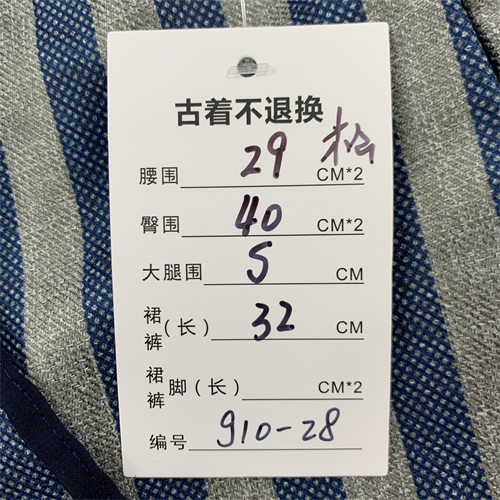 古着不退换
腰围 29 CM*2 松
臀围 40 CM*2
大腿围 S CM
裙裤(长) 32 CM
裙裤脚(长) CM*2
编号 910-28